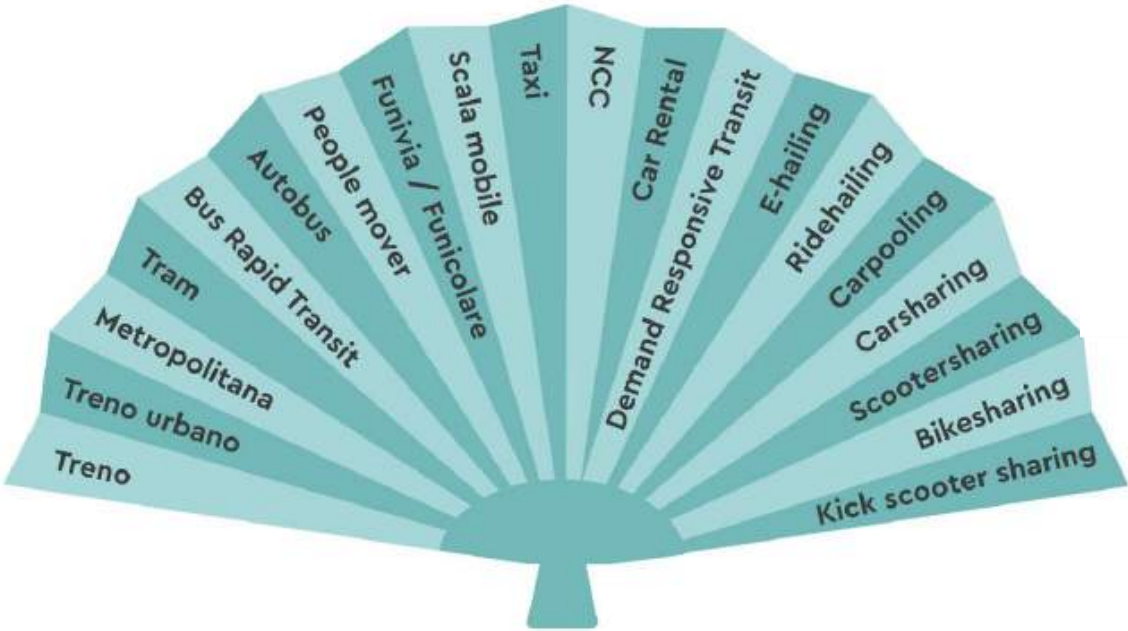 Treno
Treno urbano
Metropolitana
Tram
Bus Rapid Transit
Autobus
People mover
Funivia / Funicolare
Scala mobile
Taxi
NCC
Car Rental
Demand Responsive Transit
E-hailing
Ridehailing
Carpooling
Carsharing
Scootersharing
Bikesharing
Kick scooter sharing